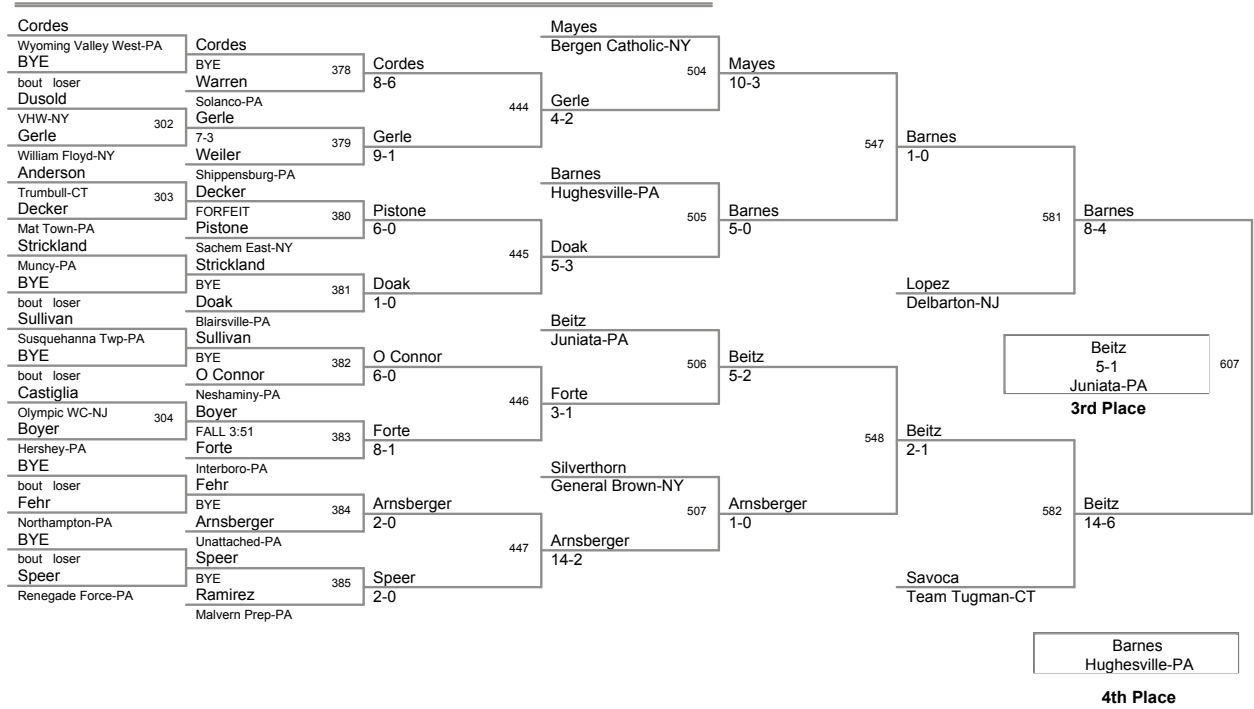 Cordes
Wyoming Valley West-PA
BYE
bout loser
Dusold
VHW-NY
302
Gerle
William Floyd-NY
Anderson
Trumbull-CT
303
Decker
Mat Town-PA
Strickland
Muncy-PA
BYE
bout loser
Sullivan
Susquehanna Twp-PA
BYE
bout loser
Castiglia
Olympic WC-NJ
304
Boyer
Hershey-PA
BYE
bout loser
Fehr
Northampton-PA
BYE
bout loser
Speer
Renegade Force-PA
Cordes
BYE
378
Warren
Solanco-PA
Gerle
7-3
379
Weiler
Shippensburg-PA
Decker
FORFEIT
380
Pistone
Sachem East-NY
Strickland
BYE
381
Doak
Blairsville-PA
Sullivan
BYE
382
O Connor
Neshaminy-PA
Boyer
FALL 3:51
383
Forte
Interboro-PA
Fehr
BYE
384
Arnsberger
Unattached-PA
Speer
BYE
385
Ramirez
Malvern Prep-PA
Cordes
8-6
444
Gerle
9-1
Pistone
6-0
445
Doak
1-0
O Connor
6-0
446
Forte
8-1
Arnsberger
2-0
447
Speer
2-0
Mayes
Bergen Catholic-NY
504
Gerle
4-2
Barnes
Hughesville-PA
505
Doak
5-3
Beitz
Juniata-PA
506
Forte
3-1
Silverthorn
General Brown-NY
507
Arnsberger
14-2
Mayes
10-3
547
Barnes
5-0
Beitz
5-2
548
Arnsberger
1-0
Barnes
1-0
581
Lopez
Delbarton-NJ
Beitz
2-1
582
Savoca
Team Tugman-CT
Barnes
8-4
607
Beitz
14-6
Beitz
5-1
Juniata-PA
3rd Place
Barnes
Hughesville-PA
4th Place